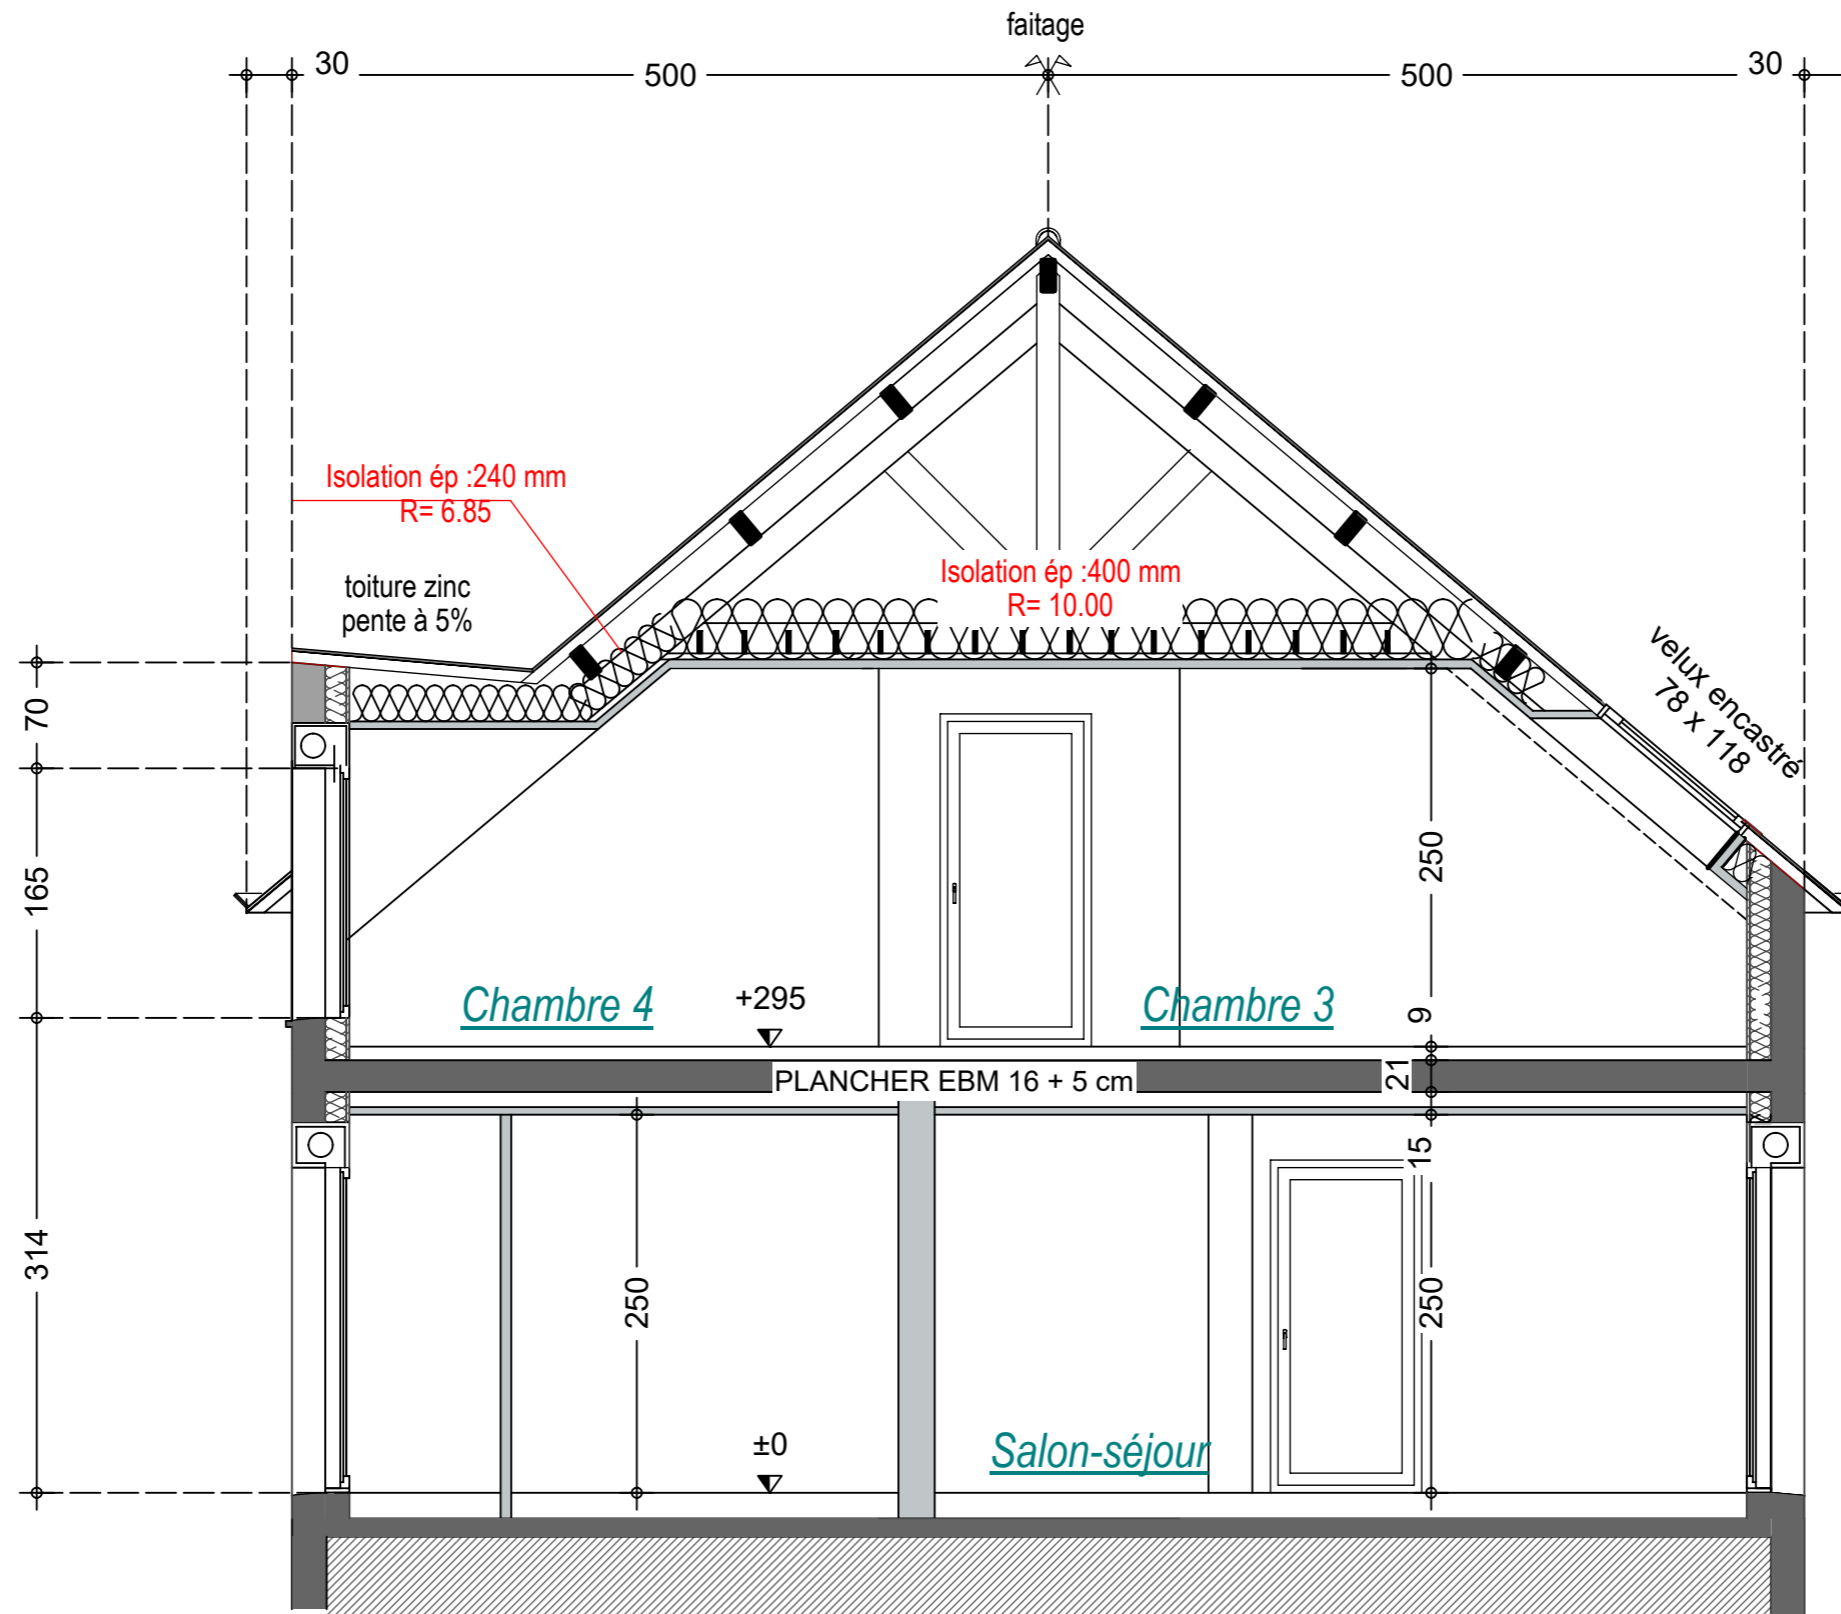 faitage
30
500
500
30
Isolation ép :240 mm
R= 6.85
toiture zinc
pente à 5%
Isolation ép :400 mm
R= 10.00
velux encastré
78 x 118
70
165
314
250
Chambre 4
+295
Chambre 3
9
PLANCHER EBM 16 + 5 cm
21
15
250
250
±0
Salon-séjour